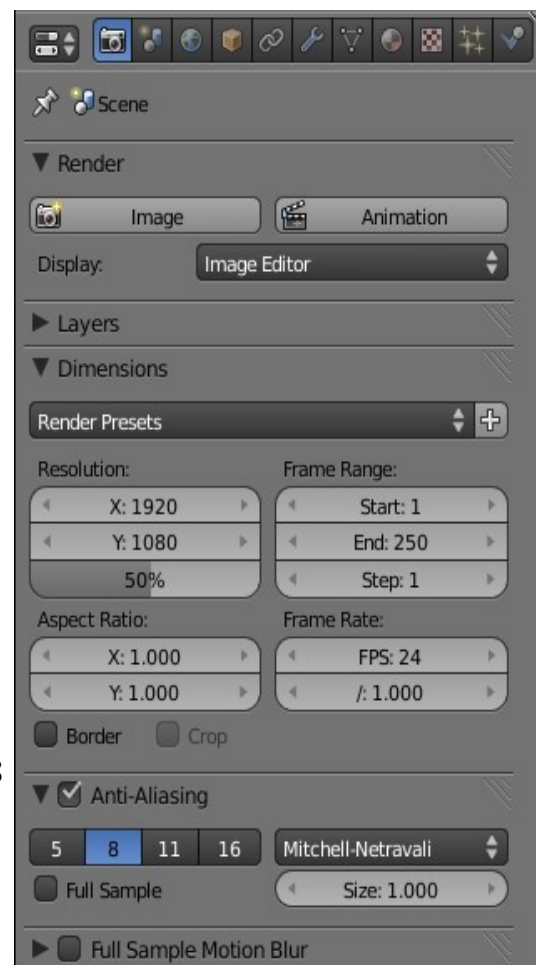 Scene
Render
Image Animation
Display: Image Editor
Layers
Dimensions
Render Presets
Resolution: Frame Range:
X: 1920 Start: 1
Y: 1080 End: 250
50% Step: 1
Aspect Ratio: Frame Rate:
X: 1.000 FPS: 24
Y: 1.000 /: 1.000
Border Crop
Anti-Aliasing
5 8 11 16 Mitchell-Netravali
Full Sample Size: 1.000
Full Sample Motion Blur